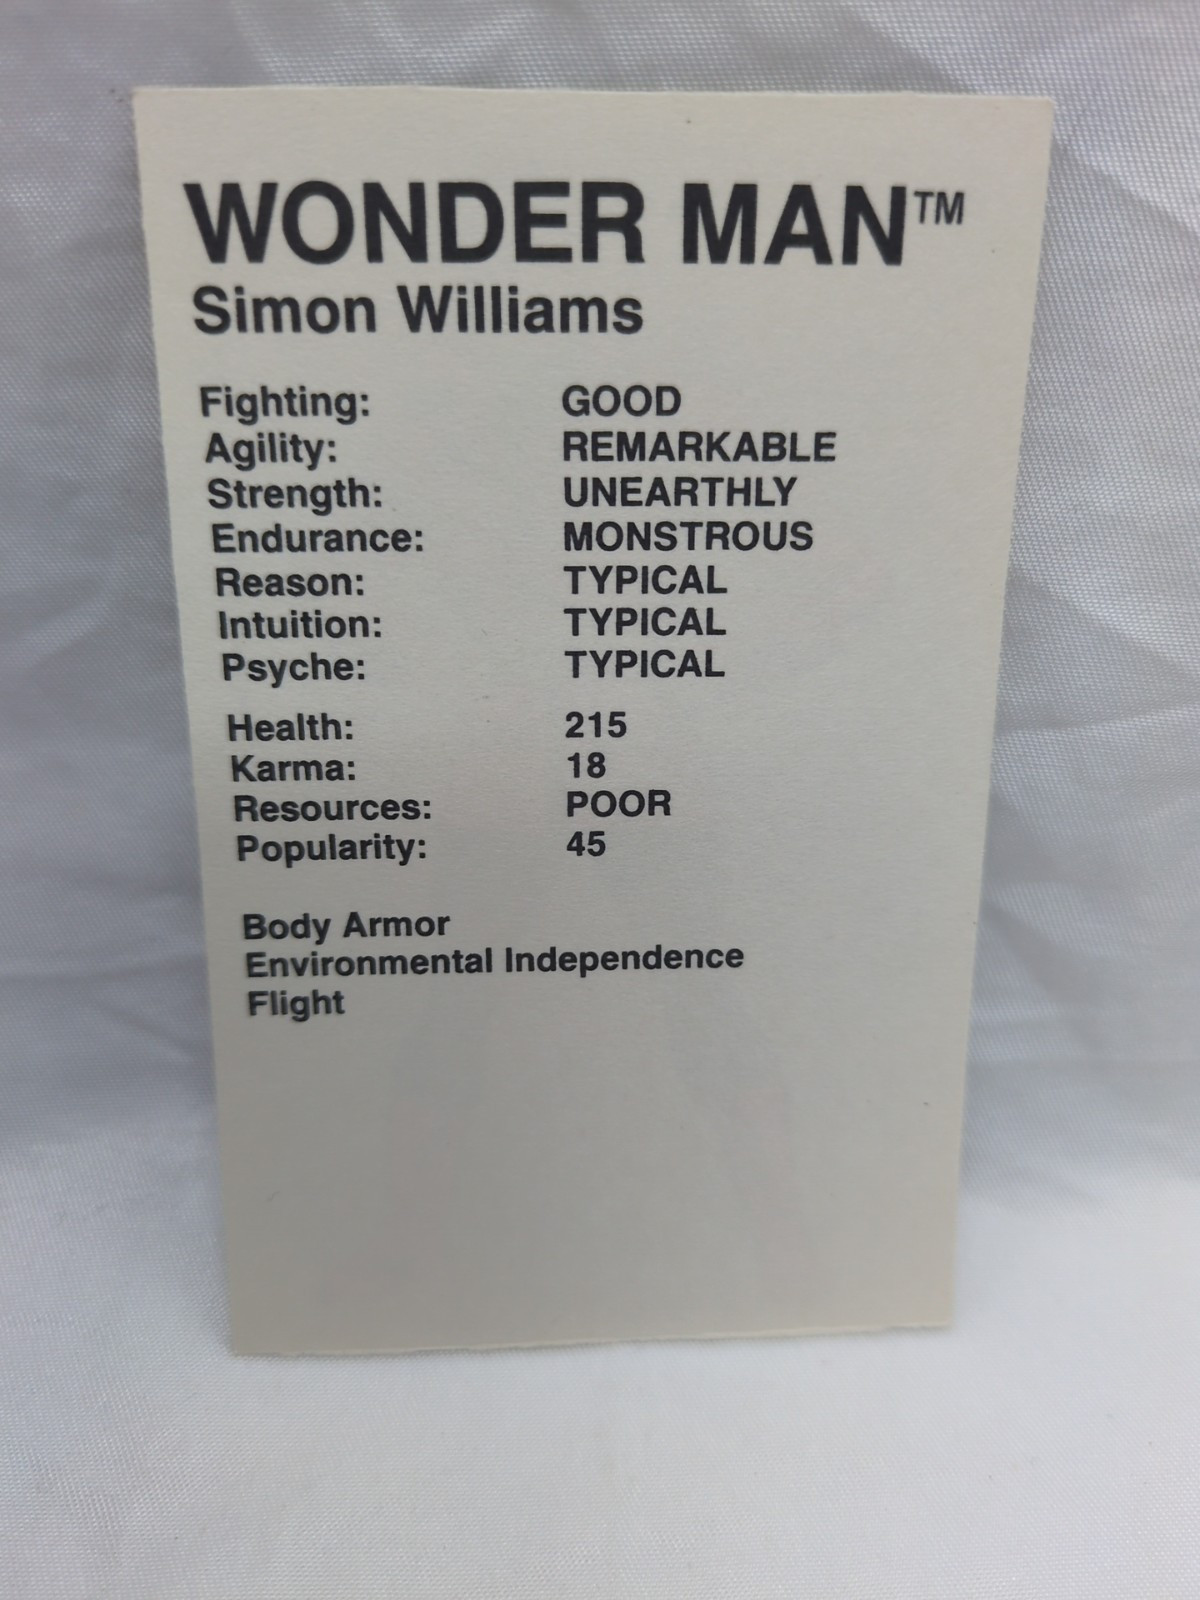 WONDER MAN™
Simon Williams
Fighting: GOOD
Agility: REMARKABLE
Strength: UNEARTHLY
Endurance: MONSTROUS
Reason: TYPICAL
Intuition: TYPICAL
Psyche: TYPICAL
Health: 215
Karma: 18
Resources: POOR
Popularity: 45
Body Armor
Environmental Independence
Flight